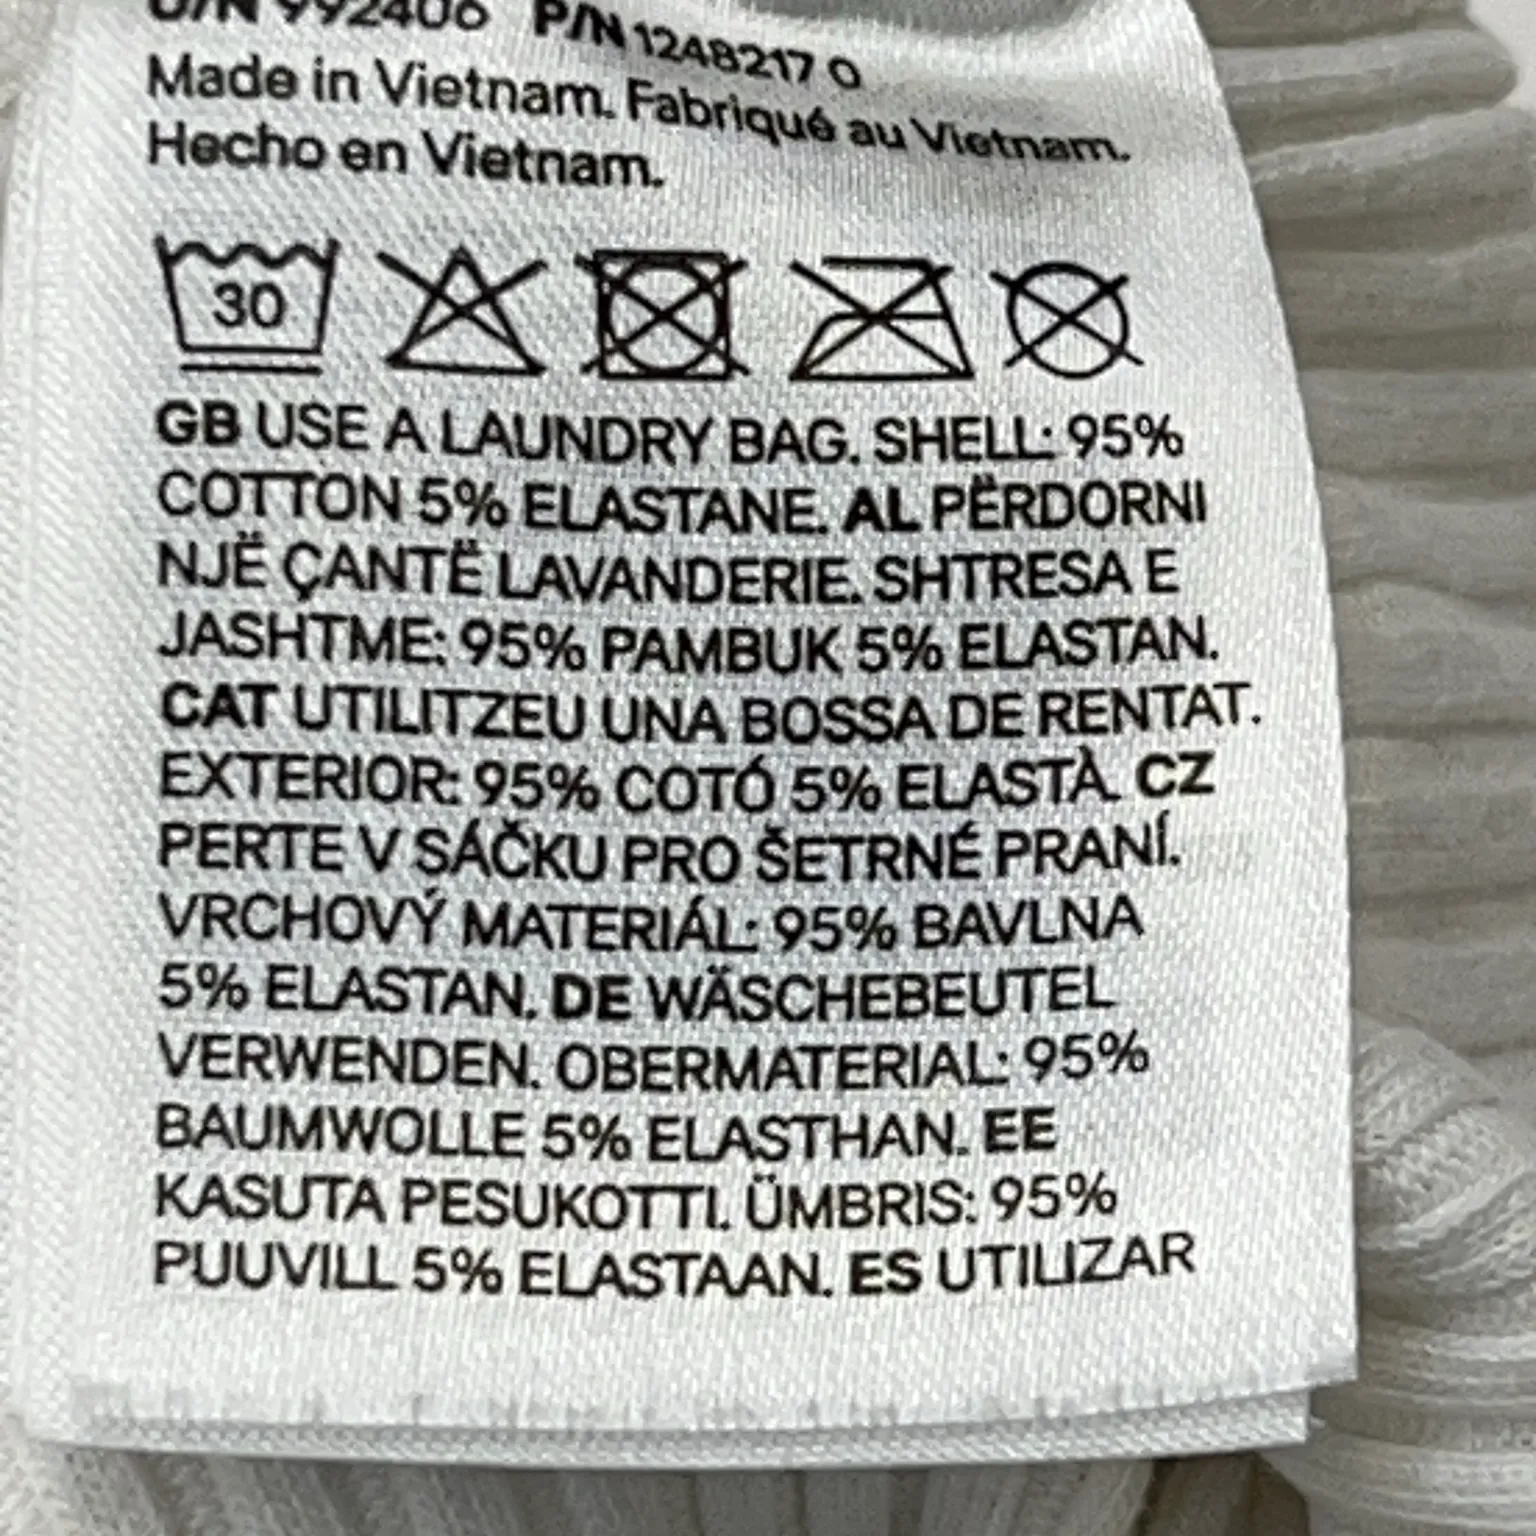 O/N 992406 P/N 1248217 O
Made in Vietnam. Fabriqué au Vietnam.
Hecho en Vietnam.
30
GB USE A LAUNDRY BAG. SHELL: 95%
COTTON 5% ELASTANE. AL PËRDORNI
NJË ÇANTË LAVANDERIE. SHTRESA E
JASHTME: 95% PAMBUK 5% ELASTAN.
CAT UTILITZEU UNA BOSSA DE RENTAT.
EXTERIOR: 95% COTÓ 5% ELASTÀ. CZ
PERTE V SÁČKU PRO ŠETRNÉ PRANÍ.
VRCHOVÝ MATERIÁL: 95% BAVLNA
5% ELASTAN. DE WÄSCHEBEUTEL
VERWENDEN. OBERMATERIAL: 95%
BAUMWOLLE 5% ELASTHAN. EE
KASUTA PESUKOTTI. ÜMBRIS: 95%
PUUVILL 5% ELASTAAN. ES UTILIZAR